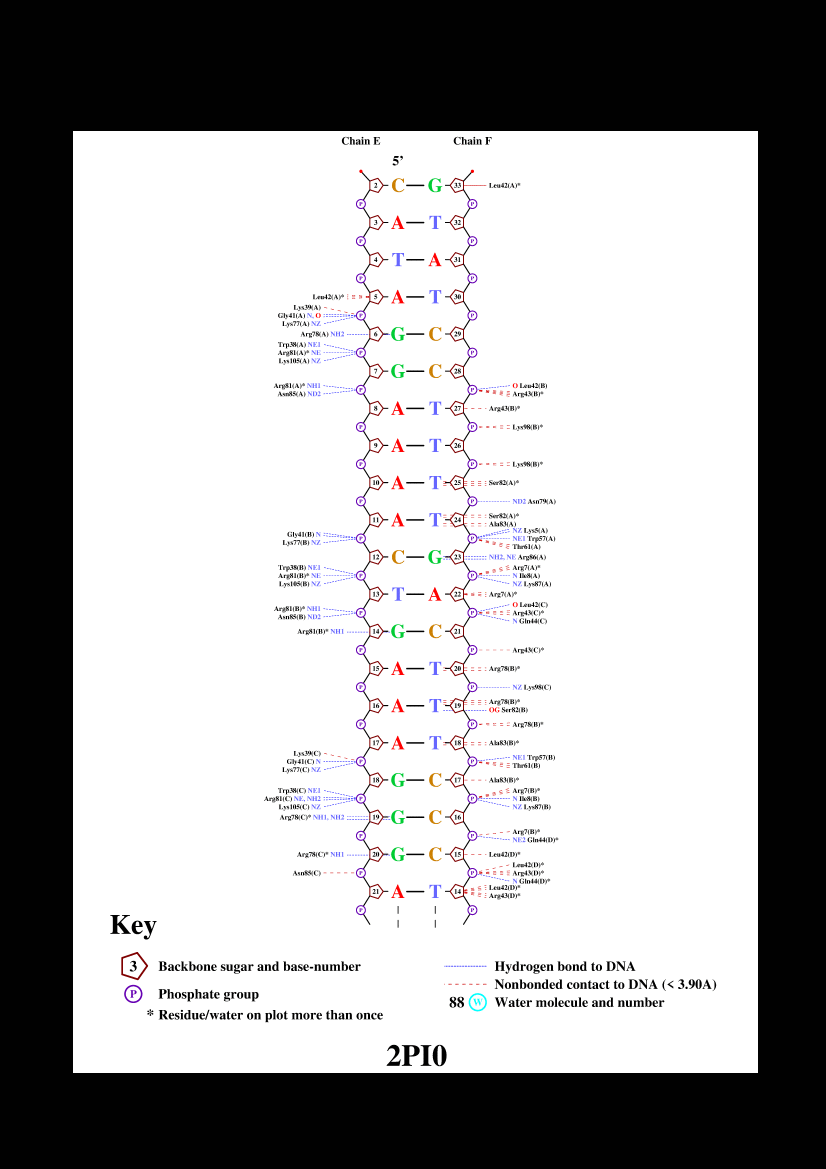 Chain E Chain F
5'
2 C G 33 Leu42(A)*
P P
3 A T 32
P P
4 T A 31
P P
Leu42(A)* 5 A T 30
Lys39(A)
Gly41(A) N, O P P
Lys77(A) NZ
Arg78(A) NH2 6 G C 29
Trp38(A) NE1
Arg81(A)* NE P P
Lys105(A) NZ
7 G C 28
Arg81(A)* NH1 O Leu42(B)
P P
Asn85(A) ND2 Arg43(B)*
8 A T 27 Arg43(B)*
P P Lys98(B)*
9 A T 26
P P Lys98(B)*
10 A T 25 Ser82(A)*
P P ND2 Asn79(A)
Ser82(A)*
11 A T 24
Ala83(A)
NZ Lys5(A)
Gly41(B) N P P NE1 Trp57(A)
Lys77(B) NZ Thr61(A)
12 C G 23 NH2, NE Arg86(A)
Trp38(B) NE1 Arg7(A)*
Arg81(B)* NE P P N Ile8(A)
Lys105(B) NZ NZ Lys87(A)
13 T A 22 Arg7(A)*
Arg81(B)* NH1 O Leu42(C)
P P Arg43(C)*
Asn85(B) ND2 N Gln44(C)
Arg81(B)* NH1 14 G C 21
P P Arg43(C)*
15 A T 20 Arg78(B)*
P P NZ Lys98(C)
Arg78(B)*
16 A T 19
OG Ser82(B)
P P Arg78(B)*
17 A T 18 Ala83(B)*
Lys39(C)
Gly41(C) N P P NE1 Trp57(B)
Lys77(C) NZ Thr61(B)
18 G C 17 Ala83(B)*
Trp38(C) NE1 Arg7(B)*
Arg81(C) NE, NH2 P P N Ile8(B)
Lys105(C) NZ NZ Lys87(B)
Arg78(C)* NH1, NH2 19 G C 16
Arg7(B)*
P P
NE2 Gln44(D)*
Arg78(C)* NH1 20 G C 15 Leu42(D)*
Leu42(D)*
Asn85(C) P P Arg43(D)*
N Gln44(D)*
Leu42(D)*
21 A T 14
Arg43(D)*
P P
Key
3 Backbone sugar and base-number
P Phosphate group
* Residue/water on plot more than once
Hydrogen bond to DNA
Nonbonded contact to DNA (< 3.90A)
88 W Water molecule and number
2PI0